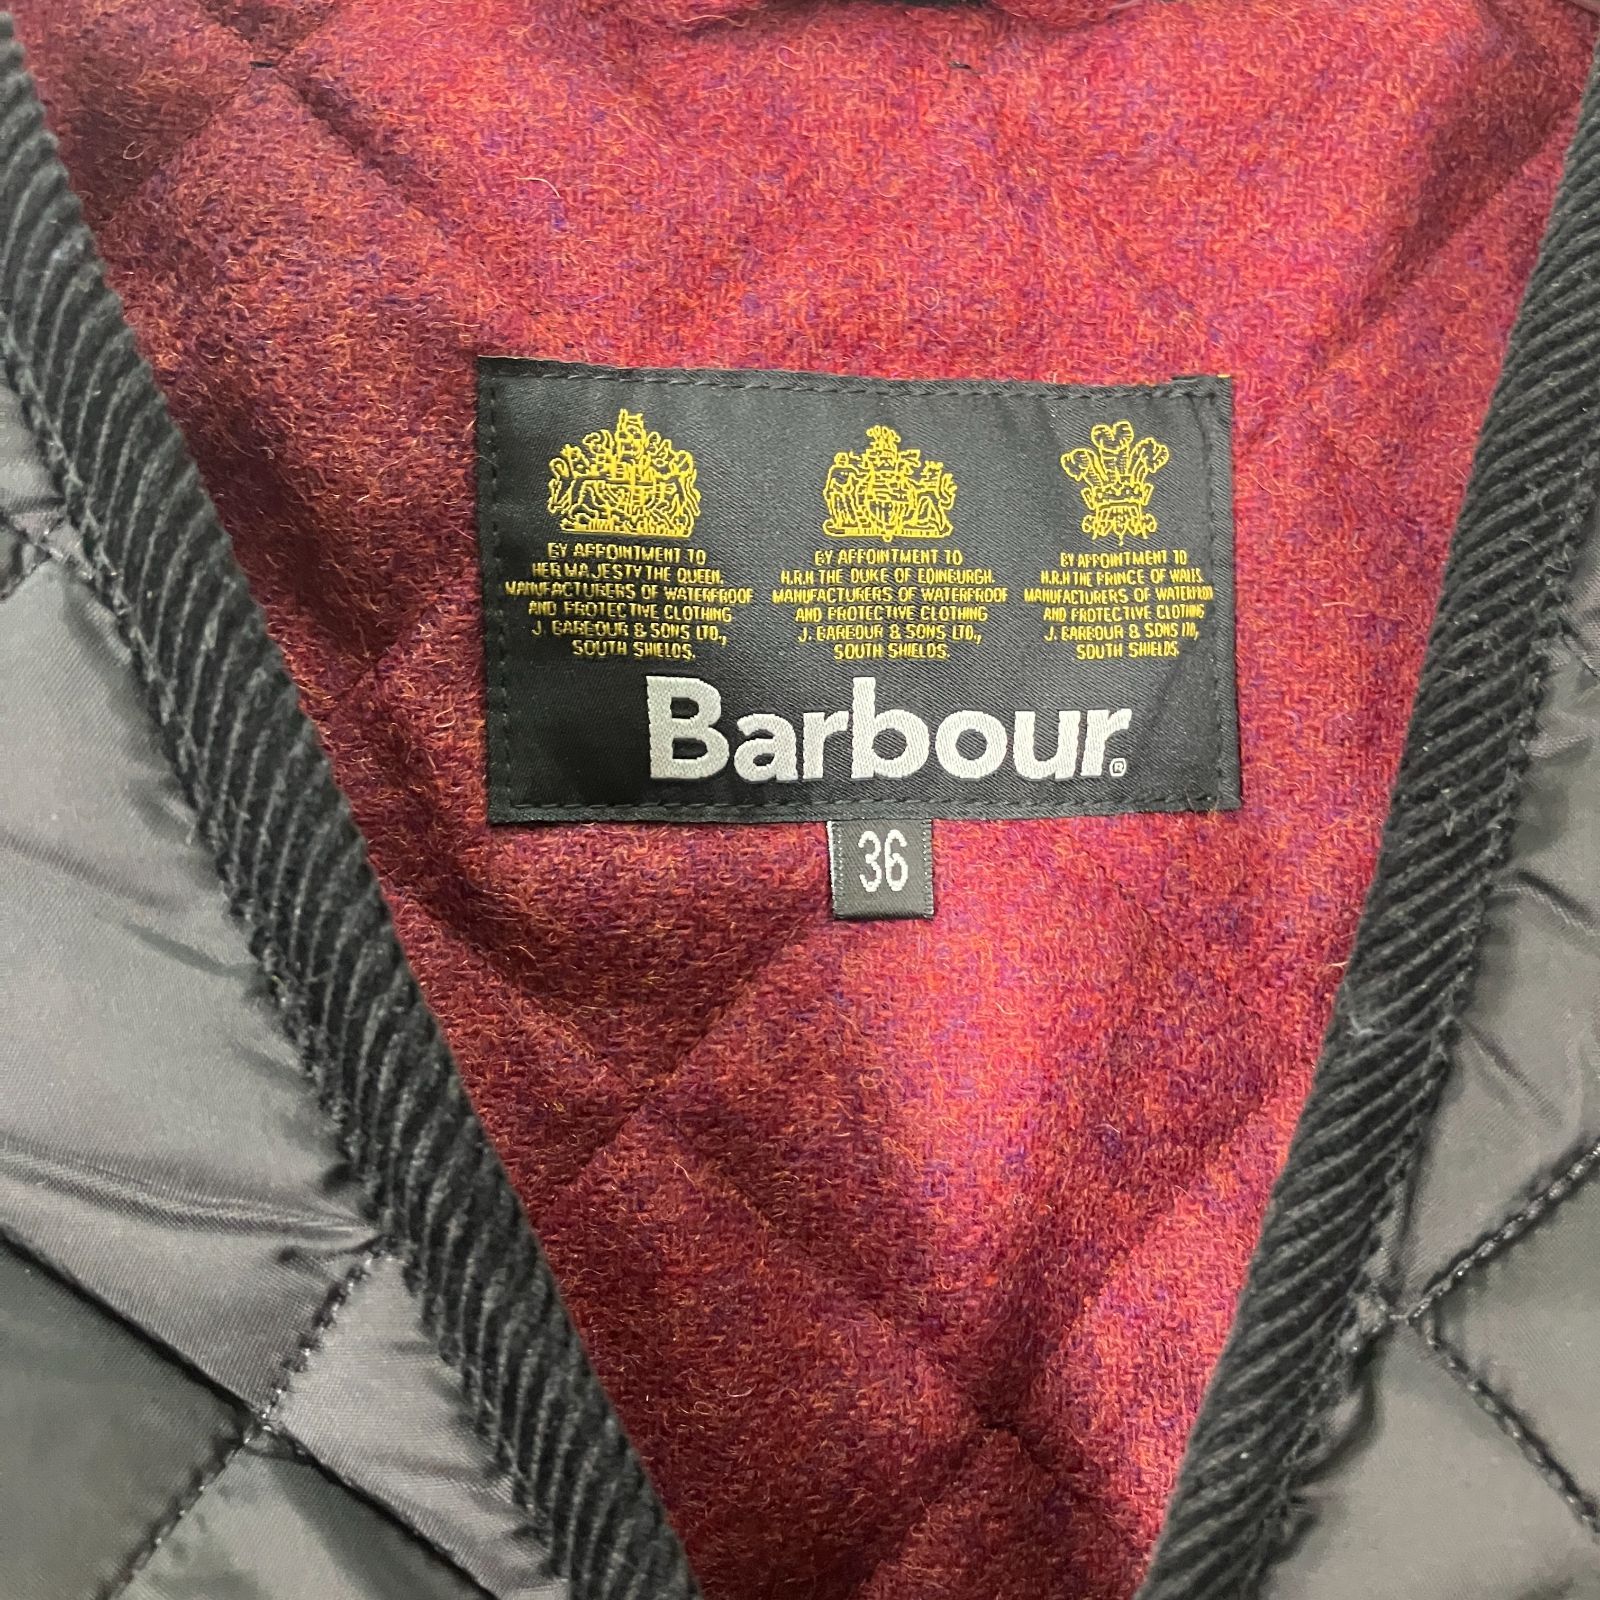 BY APPOINTMENT TO
HER MAJESTY THE QUEEN.
MANUFACTURERS OF WATERPROOF
AND PROTECTIVE CLOTHING
J. BARBOUR & SONS LTD.,
SOUTH SHIELDS.
BY APPOINTMENT TO
H.R.H THE DUKE OF EDINBURGH.
MANUFACTURERS OF WATERPROOF
AND PROTECTIVE CLOTHING
J. BARBOUR & SONS LTD.,
SOUTH SHIELDS.
BY APPOINTMENT TO
H.R.H THE PRINCE OF WALES.
MANUFACTURERS OF WATERPROOF
AND PROTECTIVE CLOTHING
J. BARBOUR & SONS LTD,
SOUTH SHIELDS.
Barbour®
36